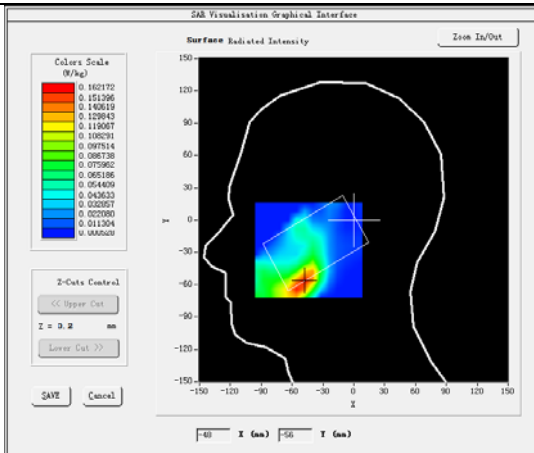 SAR Visualisation Graphical Interface
Surface Radiated Intensity
Zoom In/Out
Colors Scale
(W/kg)
0.162172
0.151396
0.140619
0.129843
0.119067
0.108291
0.097514
0.086738
0.075962
0.065186
0.054409
0.043633
0.032857
0.022080
0.011304
0.000528
150
120
90
60
30
0
-30
-60
-90
-120
-150
Y
-150 -120 -90 -60 -30 0 30 60 90 120 150
X
Z-Cuts Control
<< Upper Cut
Z = 0.2 mm
Lower Cut >>
SAVE Cancel
-48 X (mm) -56 Y (mm)